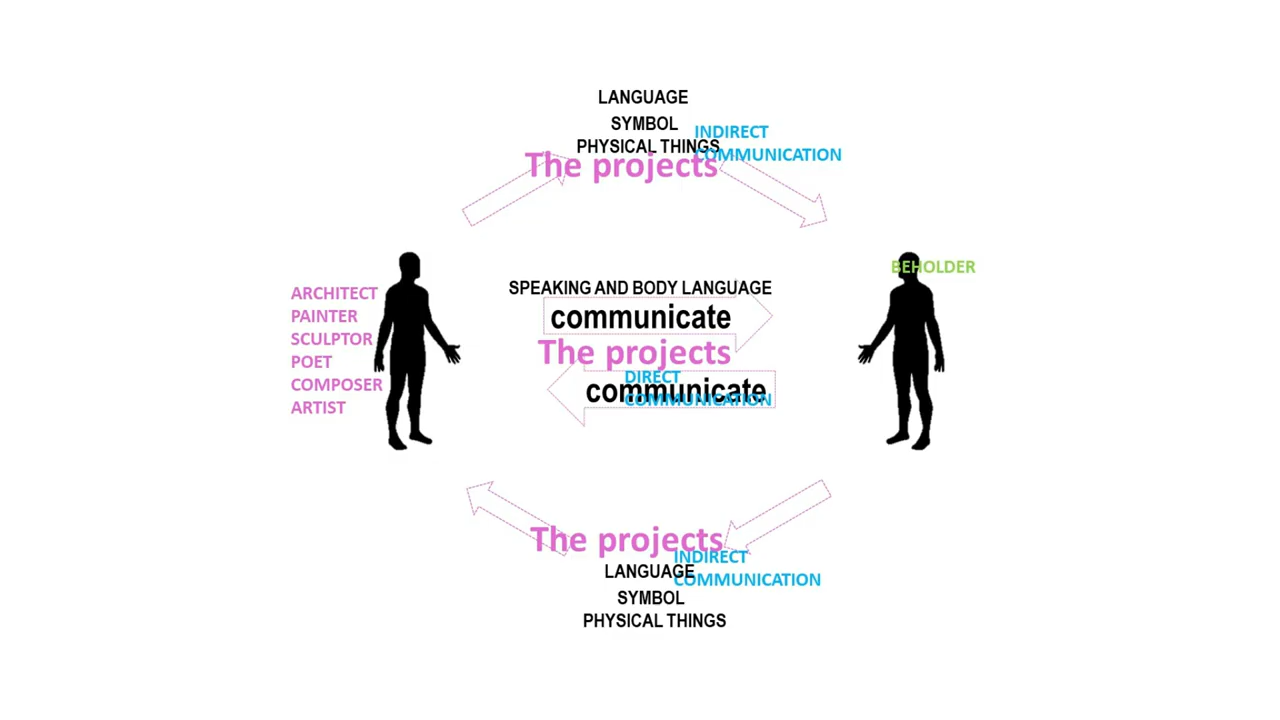 LANGUAGE
SYMBOL
PHYSICAL THINGS
INDIRECT
COMMUNICATION
The projects
BEHOLDER
ARCHITECT
PAINTER
SCULPTOR
POET
COMPOSER
ARTIST
SPEAKING AND BODY LANGUAGE
communicate
The projects
DIRECT
COMMUNICATION
communicate
The projects
INDIRECT
COMMUNICATION
LANGUAGE
SYMBOL
PHYSICAL THINGS